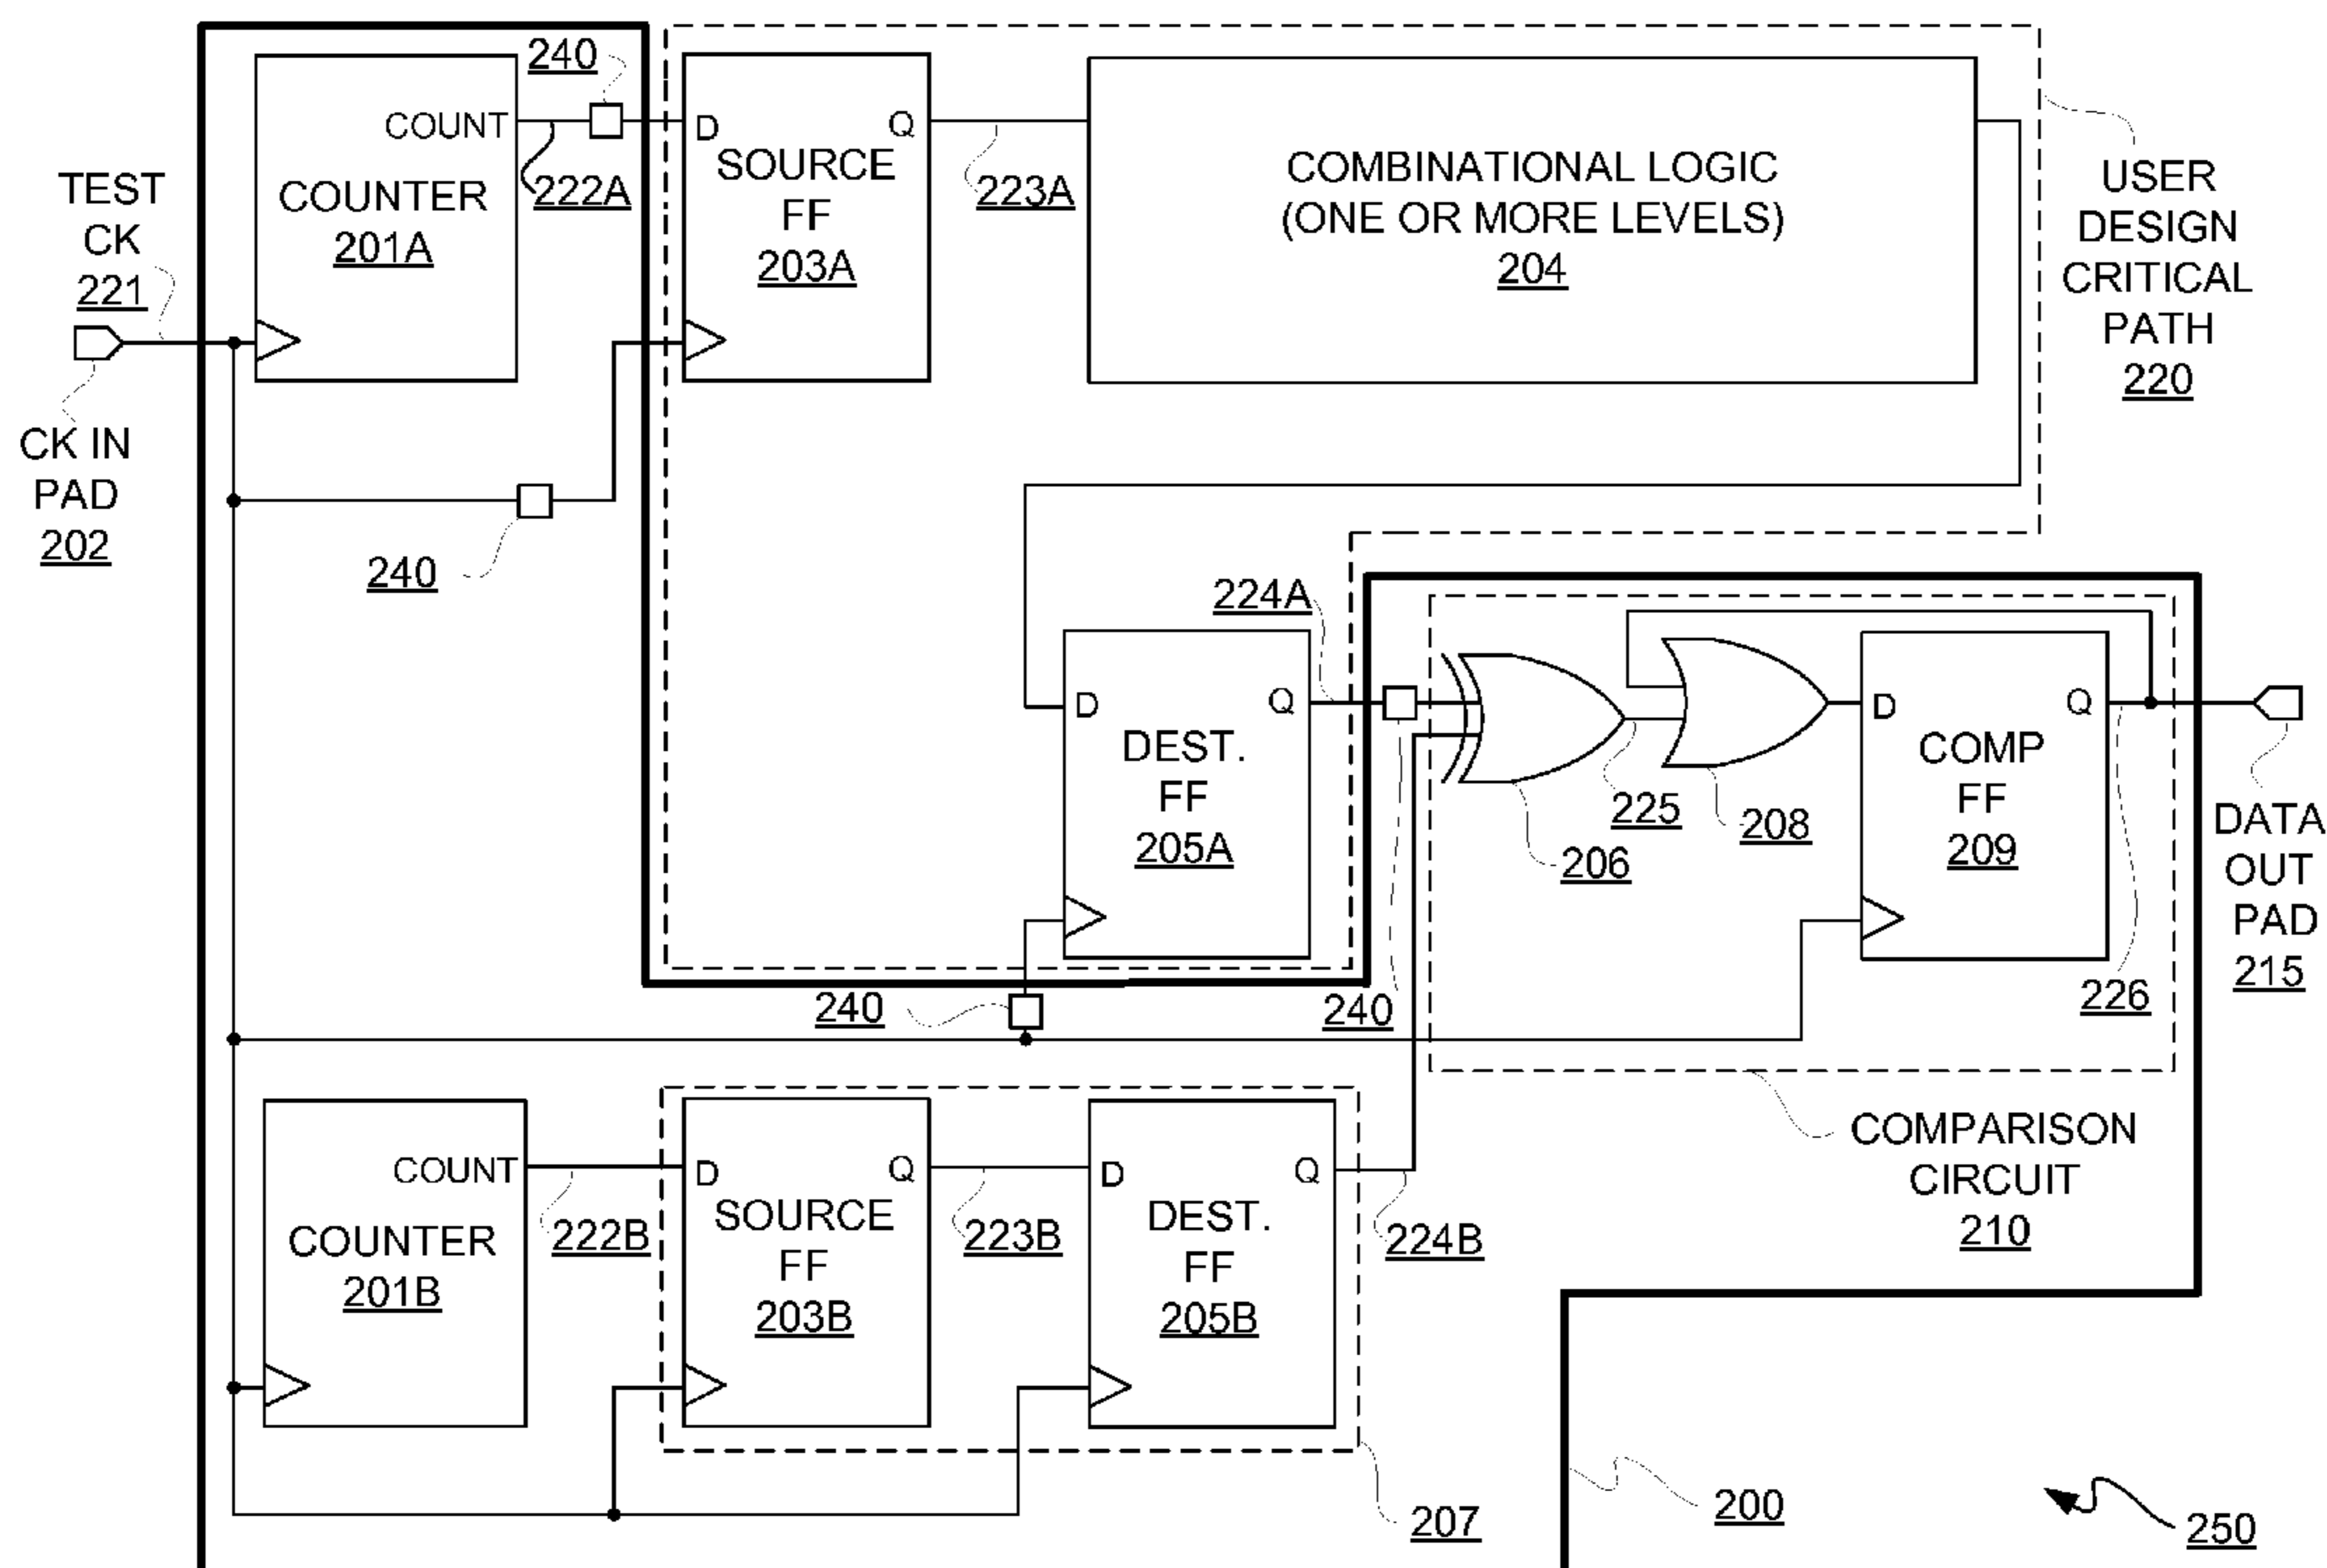 240
COUNT
COUNTER
201A
222A
TEST
CK
221
CK IN
PAD
202
240
D
Q
SOURCE
FF
203A
223A
COMBINATIONAL LOGIC
(ONE OR MORE LEVELS)
204
USER
DESIGN
CRITICAL
PATH
220
224A
D
Q
DEST.
FF
205A
240
240
206
225
208
D
Q
COMP
FF
209
226
DATA
OUT
PAD
215
COMPARISON
CIRCUIT
210
COUNT
COUNTER
201B
222B
D
Q
SOURCE
FF
203B
223B
D
Q
DEST.
FF
205B
224B
207
200
250